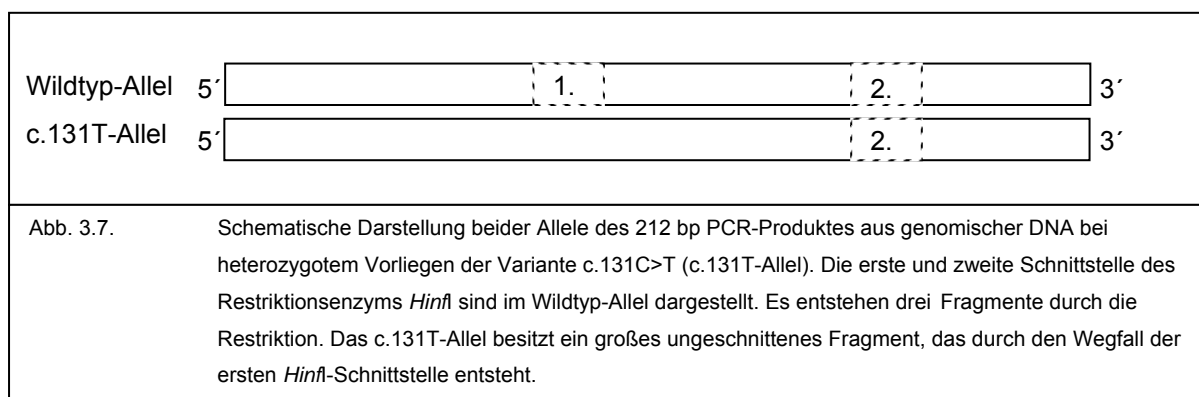 Wildtyp-Allel 5´ 1. 2. 3´
c.131T-Allel 5´ 2. 3´
Abb. 3.7. Schematische Darstellung beider Allele des 212 bp PCR-Produktes aus genomischer DNA bei
heterozygotem Vorliegen der Variante c.131C>T (c.131T-Allel). Die erste und zweite Schnittstelle des
Restriktionsenzyms HinfI sind im Wildtyp-Allel dargestellt. Es entstehen drei Fragmente durch die
Restriktion. Das c.131T-Allel besitzt ein großes ungeschnittenes Fragment, das durch den Wegfall der
ersten HinfI-Schnittstelle entsteht.